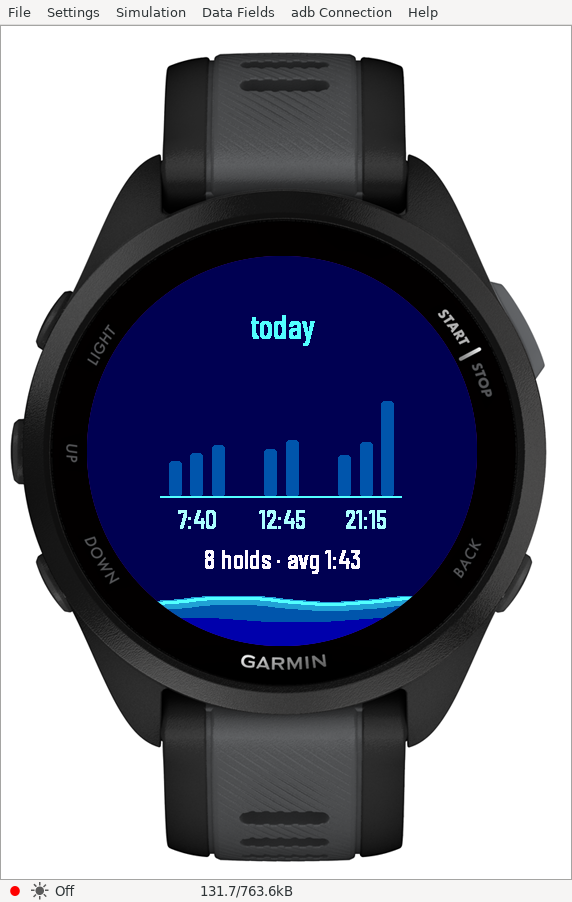 File Settings Simulation Data Fields adb Connection Help
START
STOP
LIGHT
today
UP
7:40 12:45 21:15
8 holds · avg 1:43
DOWN
BACK
GARMIN
Off 131.7/763.6kB